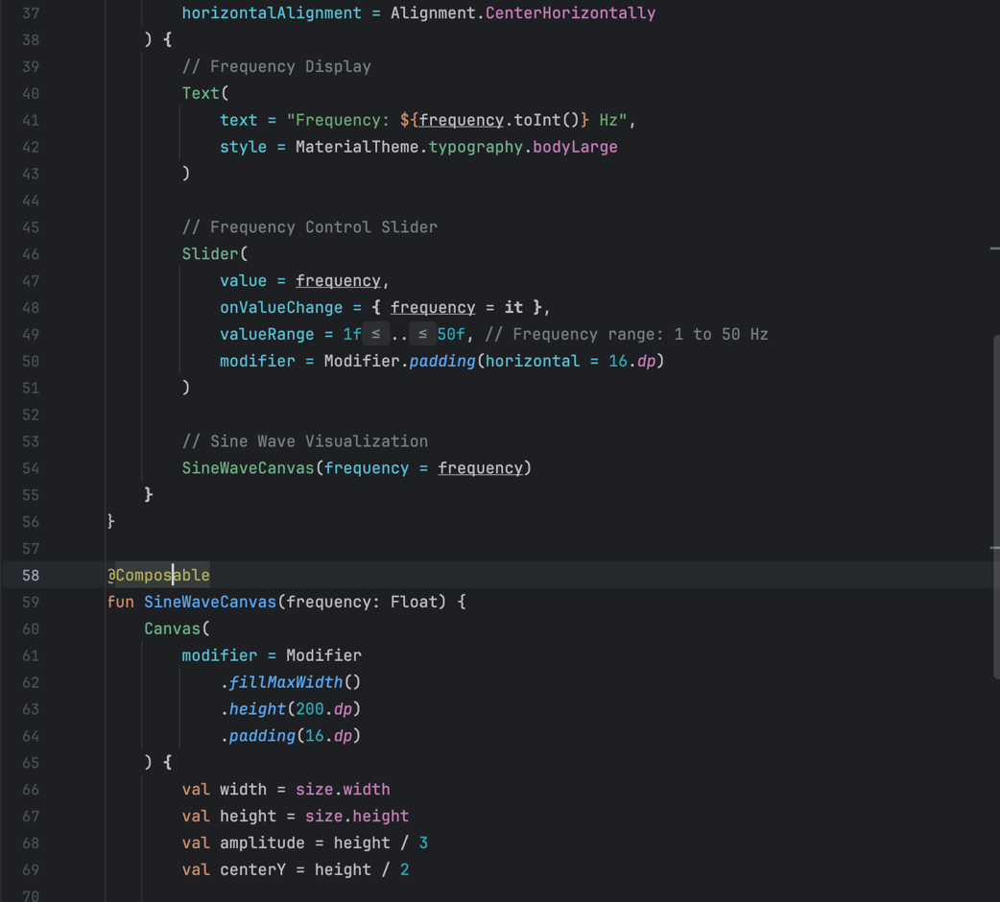 37 horizontalAlignment = Alignment.CenterHorizontally
38 ) {
39 // Frequency Display
40 Text(
41 text = "Frequency: ${frequency.toInt()} Hz",
42 style = MaterialTheme.typography.bodyLarge
43 )
44
45 // Frequency Control Slider
46 Slider(
47 value = frequency,
48 onValueChange = { frequency = it },
49 valueRange = 1f ≤ .. ≤ 50f, // Frequency range: 1 to 50 Hz
50 modifier = Modifier.padding(horizontal = 16.dp)
51 )
52
53 // Sine Wave Visualization
54 SineWaveCanvas(frequency = frequency)
55 }
56 }
57
58 @Composable
59 fun SineWaveCanvas(frequency: Float) {
60 Canvas(
61 modifier = Modifier
62 .fillMaxWidth()
63 .height(200.dp)
64 .padding(16.dp)
65 ) {
66 val width = size.width
67 val height = size.height
68 val amplitude = height / 3
69 val centerY = height / 2
70